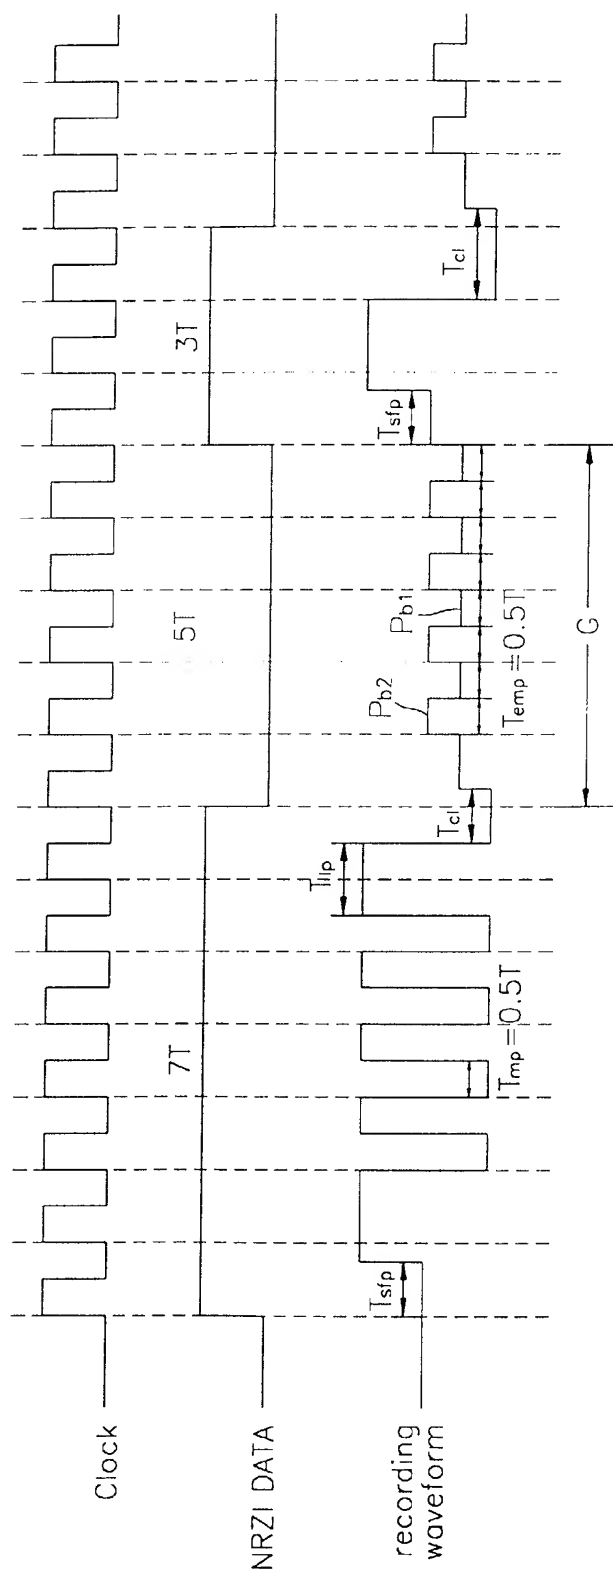 Clock
NRZI DATA
7T
5T
3T
recording
waveform
Tsfp
Tmp=0.5T
Tllp
Tcl
Pb2
Pb1
Temp=0.5T
Tsfp
Tcl
G